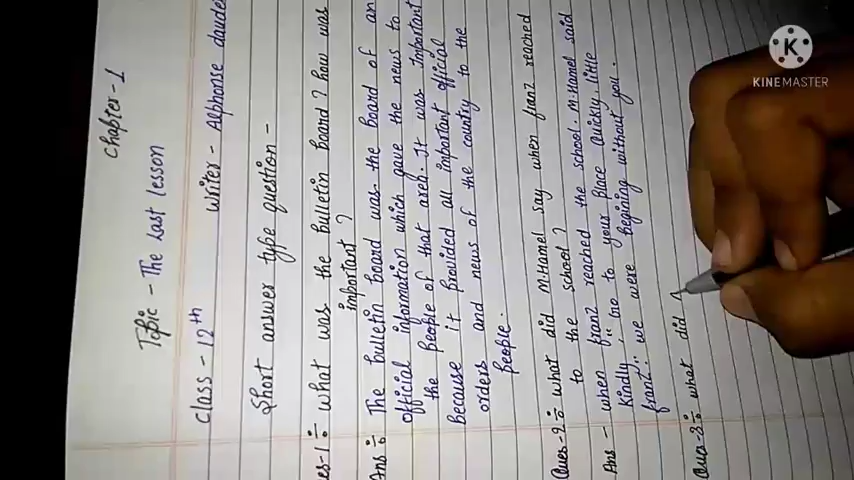 Chapter-1
Topic - The last lesson
Class - 12th writer - Alphonse daudet
Short answer type question -
Ques-1÷ what was the bulletin board ? how was
important ?
Ans÷ The bulletin board was the board of an
official information which gave the news to
the people of that area. It was important
Because it provided all important official
orders and news of the country to the
people.
Ques-2÷ what did M.Hamel say when franz reached
to the school ?
Ans - when franz reached the school. M.Hamel said
Kindly, "Go to your place Quickly, little
franz." we were begining without you.
Ques-3÷ what did
KINEMASTER